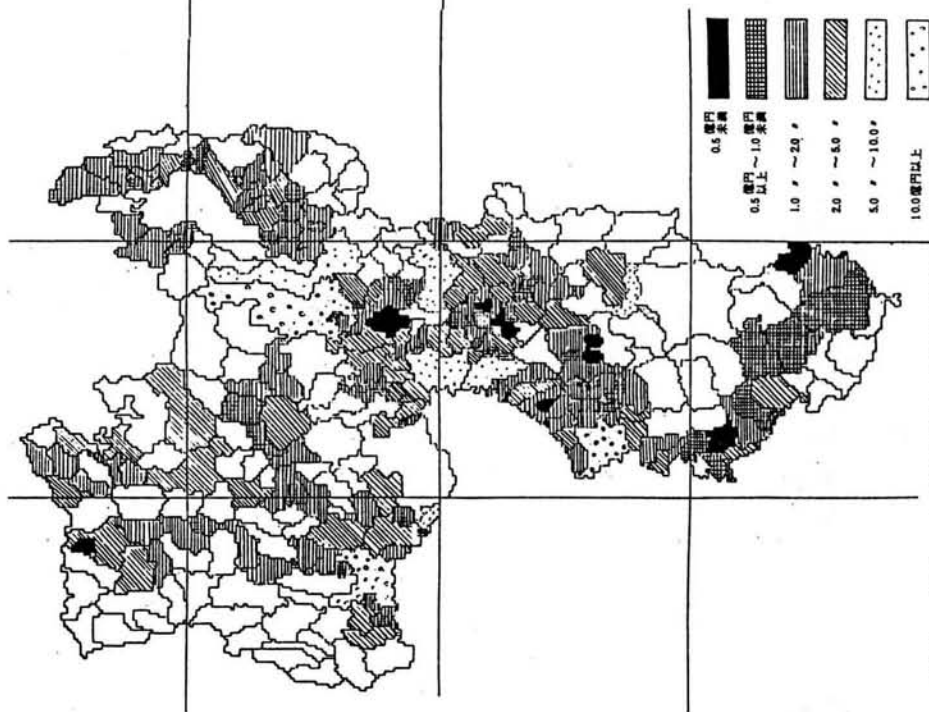 0.5 億円
未満
0.5 億円
以上 ～ 1.0 億円
未満
1.0 〃 ～ 2.0 〃
2.0 〃 ～ 5.0 〃
5.0 〃 ～ 10.0 〃
10.0 億円以上